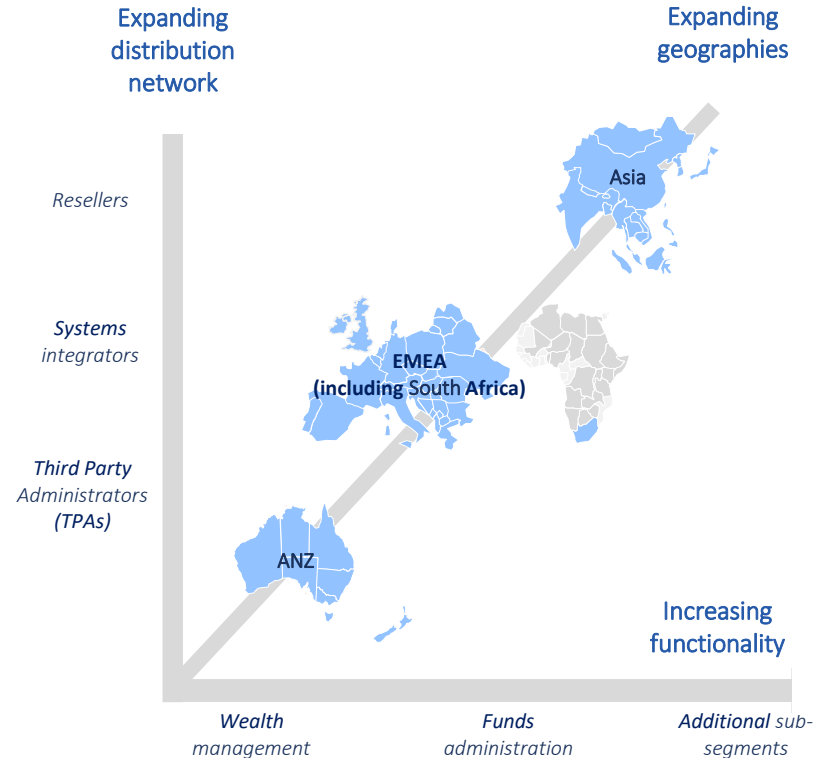 Expanding
distribution
network
Expanding
geographies
Resellers
Asia
Systems
integrators
EMEA
(including South Africa)
Third Party
Administrators
(TPAs)
ANZ
Increasing
functionality
Wealth
management
Funds
administration
Additional sub-
segments